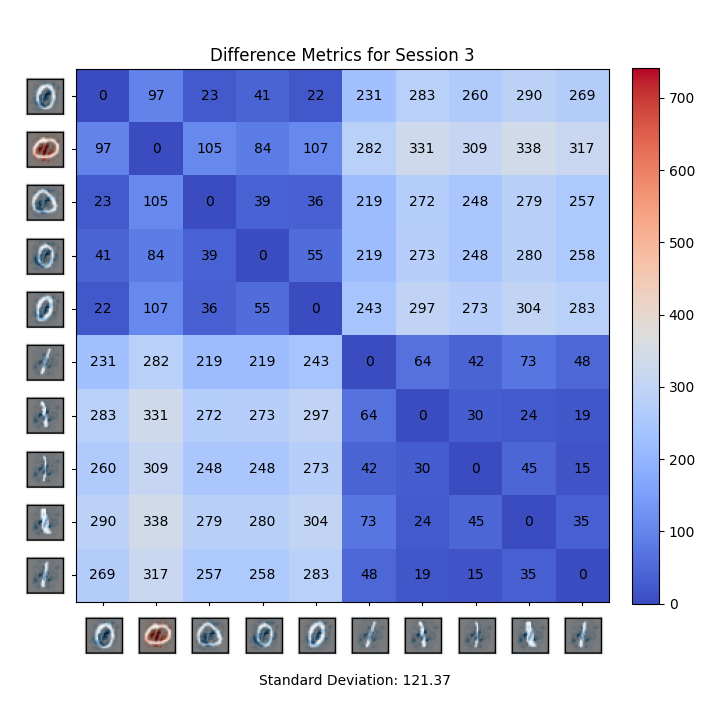 Difference Metrics for Session 3
0 97 23 41 22 231 283 260 290 269
97 0 105 84 107 282 331 309 338 317
23 105 0 39 36 219 272 248 279 257
41 84 39 0 55 219 273 248 280 258
22 107 36 55 0 243 297 273 304 283
231 282 219 219 243 0 64 42 73 48
283 331 272 273 297 64 0 30 24 19
260 309 248 248 273 42 30 0 45 15
290 338 279 280 304 73 24 45 0 35
269 317 257 258 283 48 19 15 35 0
700
600
500
400
300
200
100
0
Standard Deviation: 121.37